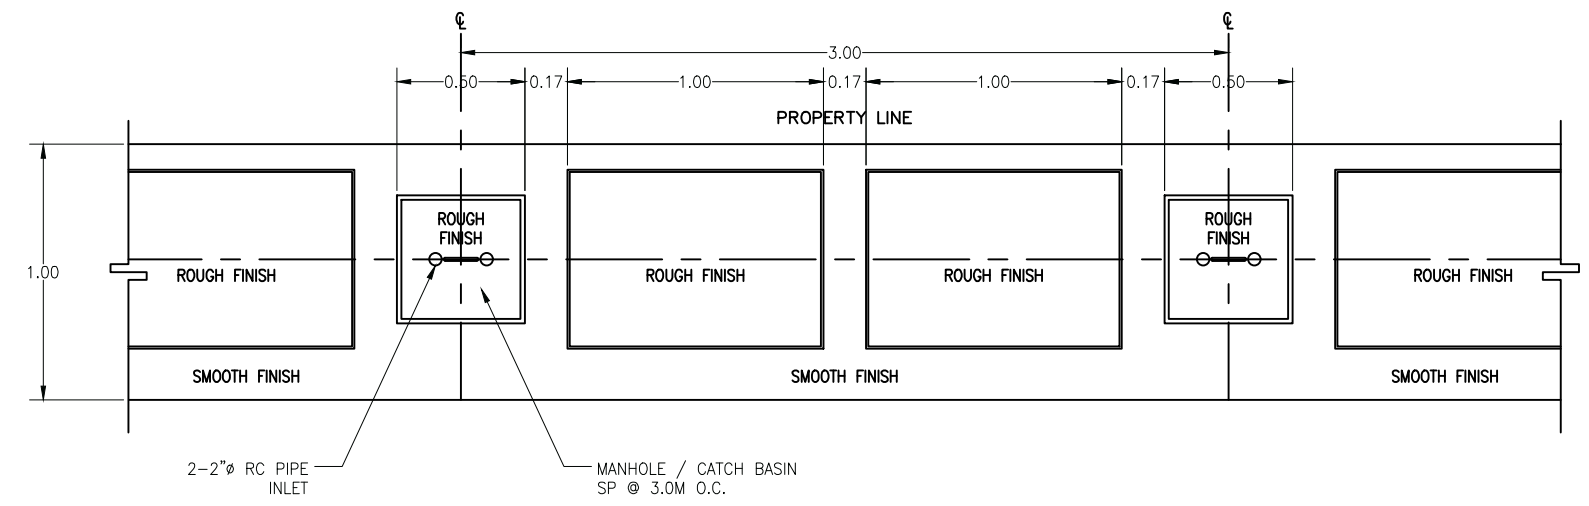 ℄ ℄
3.00
0.50 0.17 1.00 0.17 1.00 0.17 0.50
PROPERTY LINE
ROUGH
FINISH
ROUGH
FINISH
1.00
ROUGH FINISH ROUGH FINISH ROUGH FINISH ROUGH FINISH
SMOOTH FINISH SMOOTH FINISH SMOOTH FINISH
2-2"ø RC PIPE
INLET
MANHOLE / CATCH BASIN
SP @ 3.0M O.C.